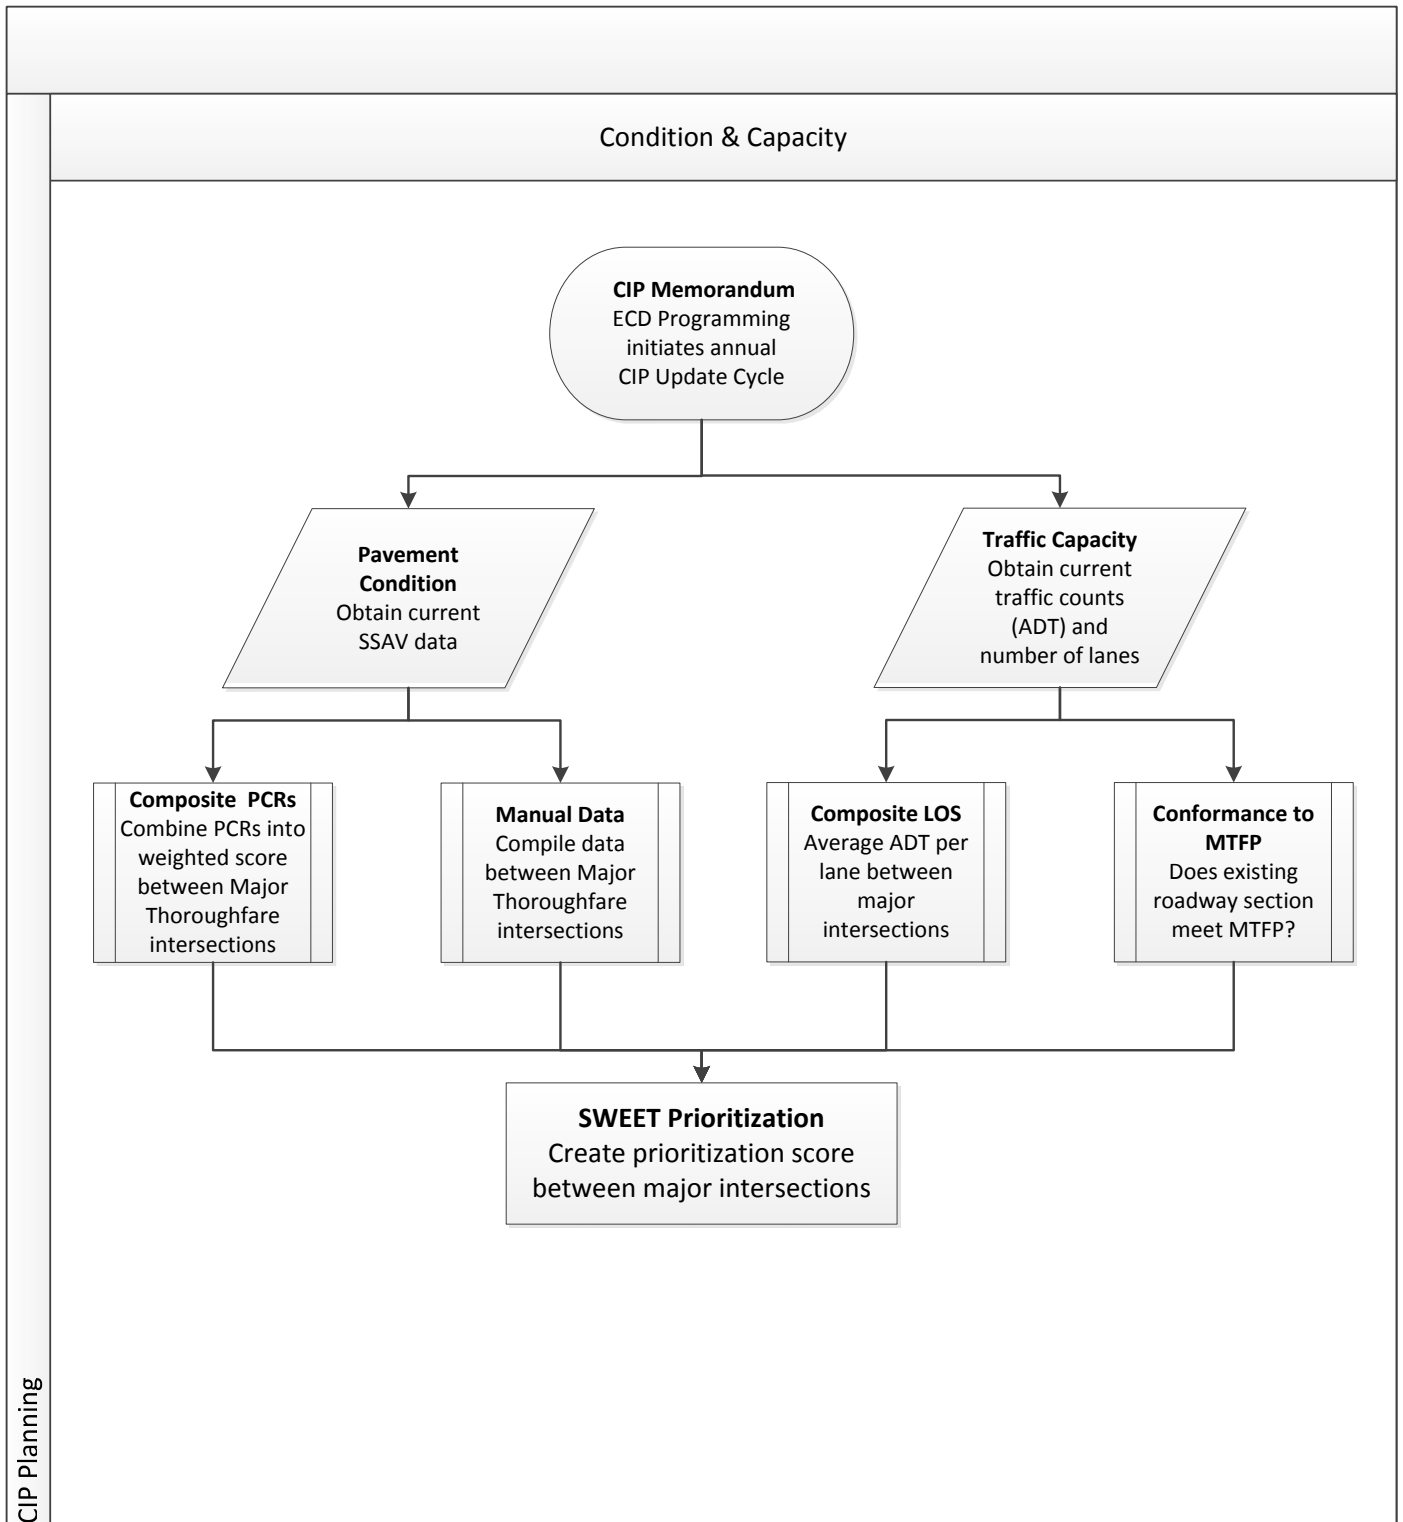 Condition & Capacity
CIP Memorandum
ECD Programming
initiates annual
CIP Update Cycle
Pavement
Condition
Obtain current
SSAV data
Traffic Capacity
Obtain current
traffic counts
(ADT) and
number of lanes
Composite PCRs
Combine PCRs into
weighted score
between Major
Thoroughfare
intersections
Manual Data
Compile data
between Major
Thoroughfare
intersections
Composite LOS
Average ADT per
lane between
major
intersections
Conformance to
MTFP
Does existing
roadway section
meet MTFP?
SWEET Prioritization
Create prioritization score
between major intersections
CIP Planning